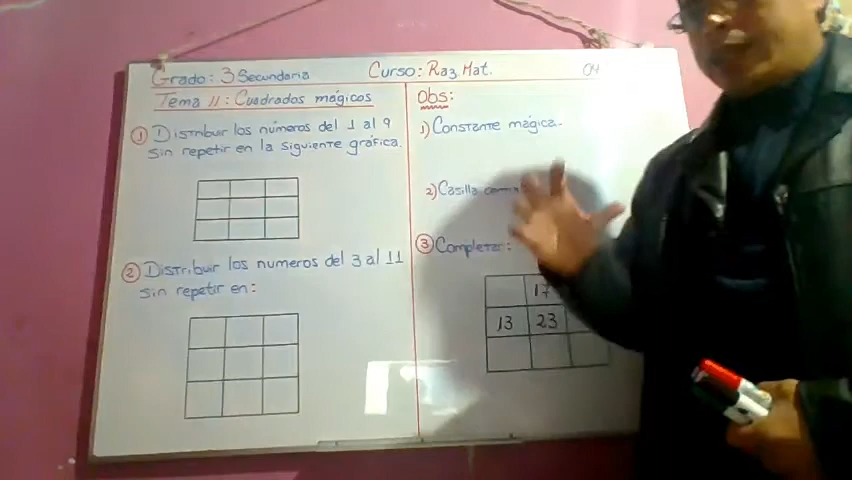 Grado: 3 Secundaria
Curso: Raz. Mat.
04
Tema 11: Cuadrados mágicos
① Distribuir los números del 1 al 9
sin repetir en la siguiente gráfica.
② Distribuir los numeros del 3 al 11
sin repetir en:
Obs:
1) Constante mágica.
2) Casilla
③ Completar:
17
13 23